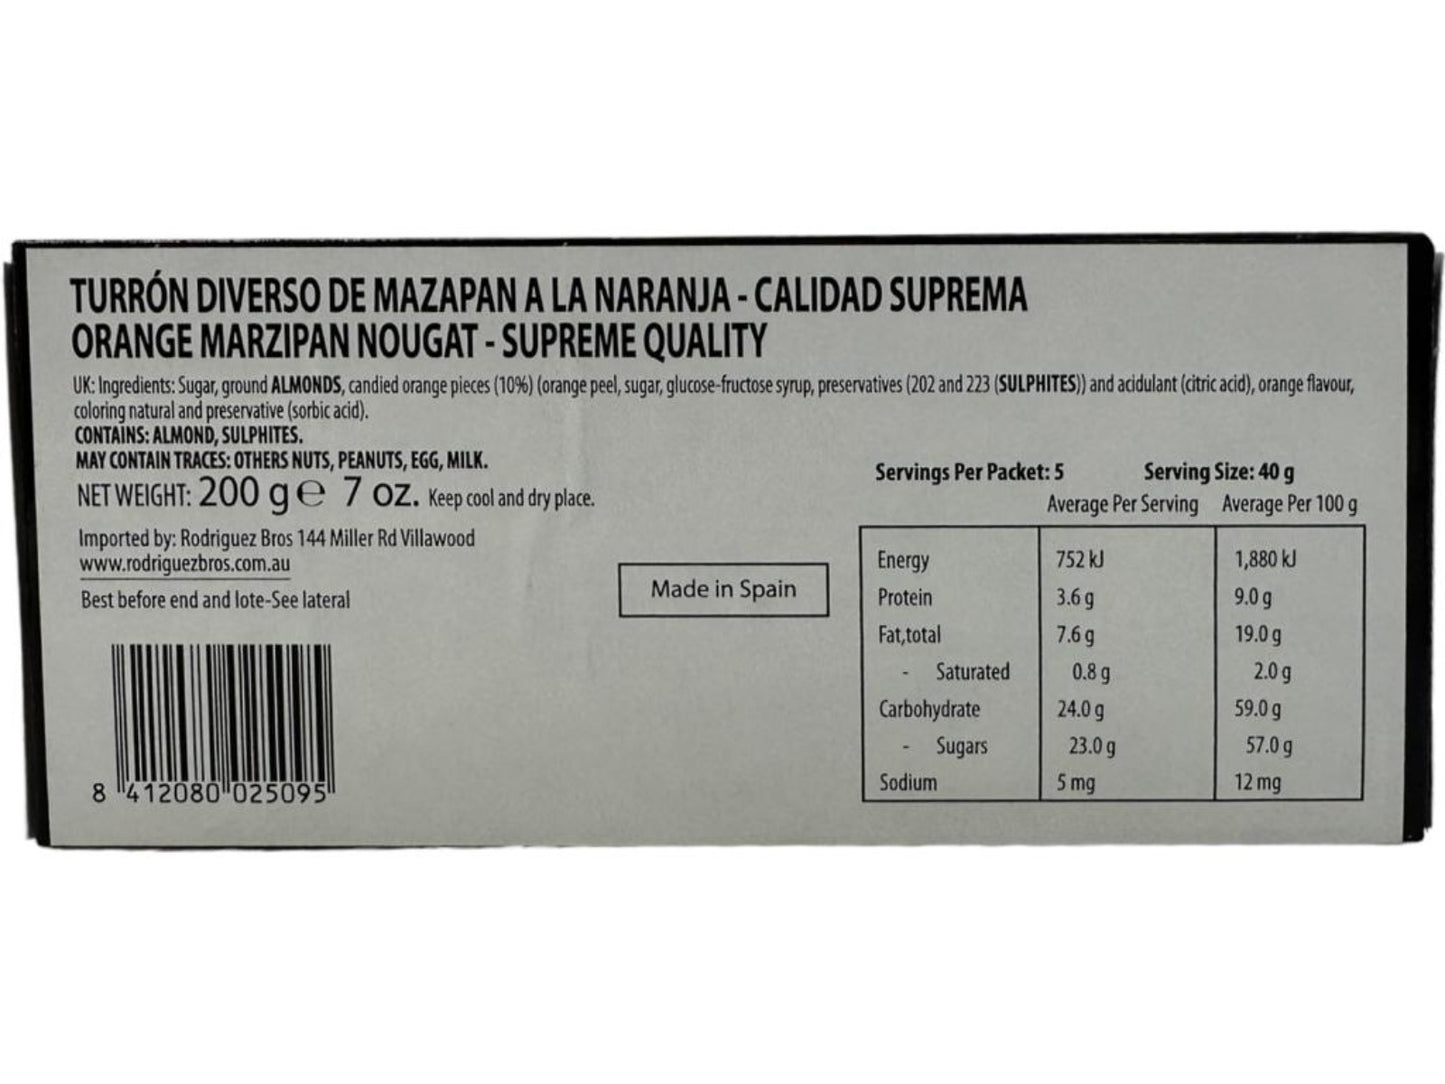 TURRÓN DIVERSO DE MAZAPAN A LA NARANJA - CALIDAD SUPREMA
ORANGE MARZIPAN NOUGAT - SUPREME QUALITY
UK: Ingredients: Sugar, ground ALMONDS, candied orange pieces (10%) (orange peel, sugar, glucose-fructose syrup, preservatives (202 and 223 (SULPHITES)) and acidulant (citric acid), orange flavour,
coloring natural and preservative (sorbic acid).
CONTAINS: ALMOND, SULPHITES.
MAY CONTAIN TRACES: OTHERS NUTS, PEANUTS, EGG, MILK.
NET WEIGHT: 200 g e 7 oz. Keep cool and dry place.
Imported by: Rodriguez Bros 144 Miller Rd Villawood
www.rodriguezbros.com.au
Best before end and lote-See lateral
8 412080 025095
Made in Spain
Servings Per Packet: 5 Serving Size: 40 g
Average Per Serving Average Per 100 g
Energy 752 kJ 1,880 kJ
Protein 3.6 g 9.0 g
Fat,total 7.6 g 19.0 g
- Saturated 0.8 g 2.0 g
Carbohydrate 24.0 g 59.0 g
- Sugars 23.0 g 57.0 g
Sodium 5 mg 12 mg